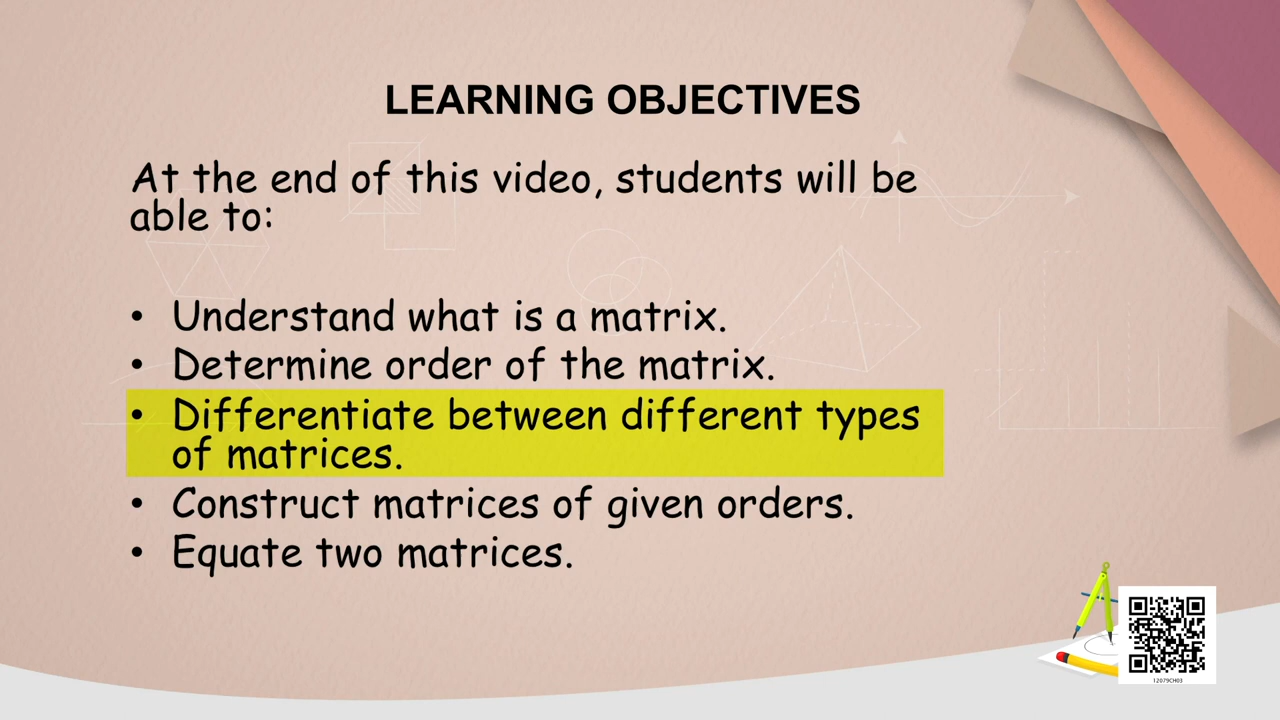 LEARNING OBJECTIVES
At the end of this video, students will be
able to:
• Understand what is a matrix.
• Determine order of the matrix.
• Differentiate between different types
of matrices.
• Construct matrices of given orders.
• Equate two matrices.
12079CH03